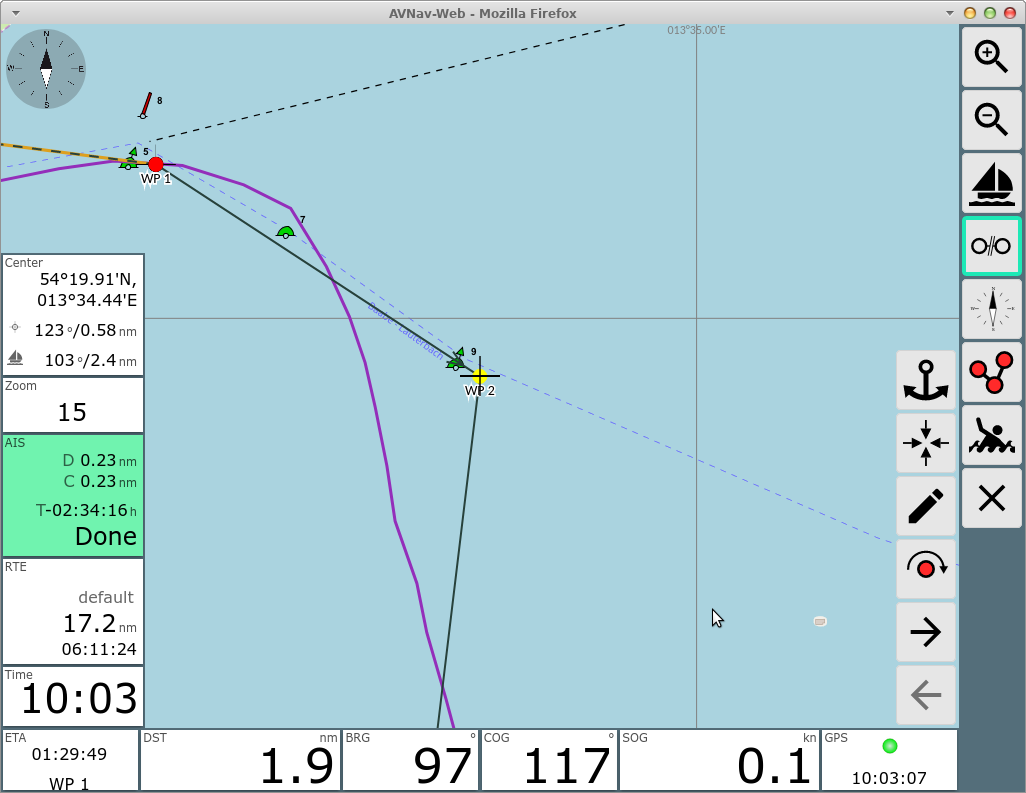 AVNav-Web - Mozilla Firefox
013°35.00'E
N
W
E
S
8
5
WP 1
7
Baabe - Lauterbach
9
WP 2
Center
54°19.91'N,
013°34.44'E
123°/0.58 nm
103°/2.4 nm
Zoom
15
AIS
D 0.23 nm
C 0.23 nm
T-02:34:16 h
Done
RTE
default
17.2 nm
06:11:24
Time
10:03
ETA
01:29:49
WP 1
DST nm
1.9
BRG °
97
COG °
117
SOG kn
0.1
GPS
10:03:07
N
W
E
S